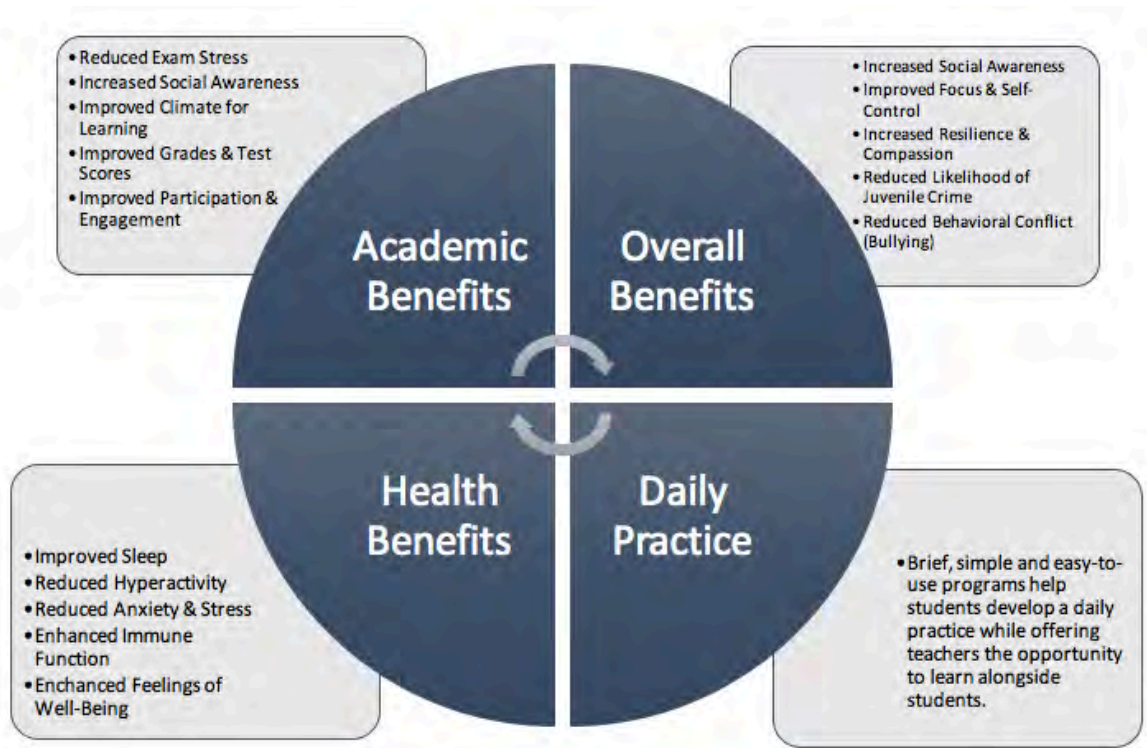 • Reduced Exam Stress
• Increased Social Awareness
• Improved Climate for
Learning
• Improved Grades & Test
Scores
• Improved Participation &
Engagement
Academic
Benefits
Overall
Benefits
• Increased Social Awareness
• Improved Focus & Self-
Control
• Increased Resilience &
Compassion
• Reduced Likelihood of
Juvenile Crime
• Reduced Behavioral Conflict
(Bullying)
• Improved Sleep
• Reduced Hyperactivity
• Reduced Anxiety & Stress
• Enhanced Immune
Function
• Enchanced Feelings of
Well-Being
Health
Benefits
Daily
Practice
• Brief, simple and easy-to-
use programs help
students develop a daily
practice while offering
teachers the opportunity
to learn alongside
students.